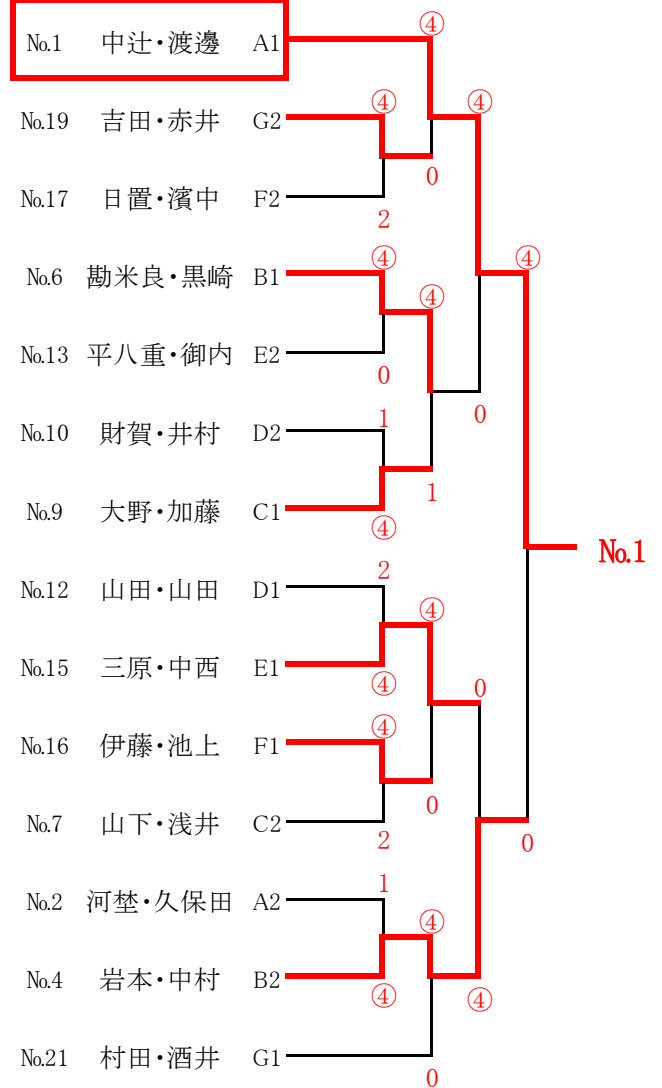 ④
No.1 中辻・渡邊 A1
④ ④
No.19 吉田・赤井 G2
0
No.17 日置・濱中 F2
2
④ ④
No.6 勘米良・黒崎 B1
④
No.13 平八重・御内 E2
0
1 0
No.10 財賀・井村 D2
1
No.9 大野・加藤 C1
④
No.1
2
No.12 山田・山田 D1
④
No.15 三原・中西 E1
④ 0
④
No.16 伊藤・池上 F1
0
No.7 山下・浅井 C2
2 0
1
No.2 河埜・久保田 A2
④
No.4 岩本・中村 B2
④ ④
No.21 村田・酒井 G1
0